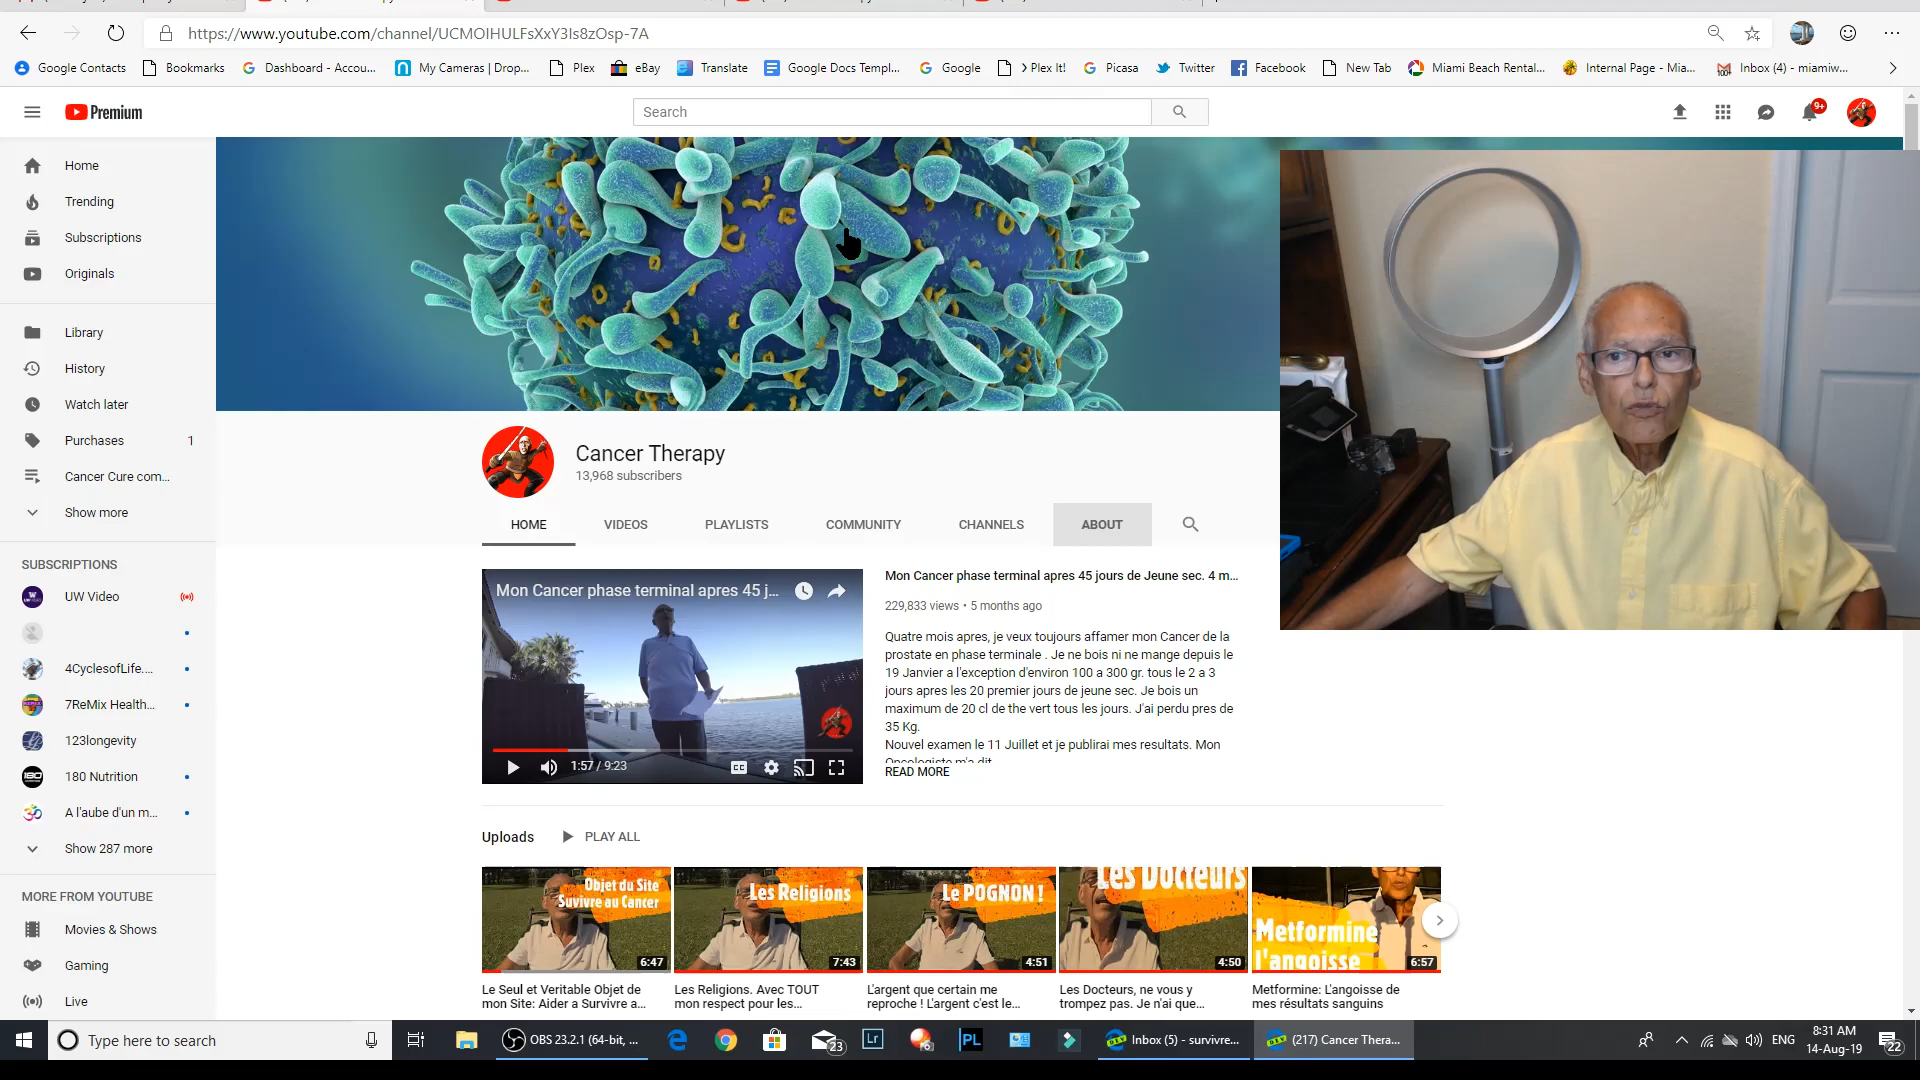 https://www.youtube.com/channel/UCMOIHULFsXxY3Is8zOsp-7A
Google Contacts
Bookmarks
Dashboard - Accou...
My Cameras | Drop...
Plex
eBay
Translate
Google Docs Templ...
Google
> Plex It!
Picasa
Twitter
Facebook
New Tab
Miami Beach Rental...
Internal Page - Mia...
Inbox (4) - miamiw...
Premium
Search
9+
Home
Trending
Subscriptions
Originals
Library
History
Watch later
Purchases 1
Cancer Cure com...
Show more
SUBSCRIPTIONS
UW Video
4CyclesofLife....
7ReMix Health...
123longevity
180 Nutrition
A l'aube d'un m...
Show 287 more
MORE FROM YOUTUBE
Movies & Shows
Gaming
Live
Cancer Therapy
13,968 subscribers
HOME
VIDEOS
PLAYLISTS
COMMUNITY
CHANNELS
ABOUT
Mon Cancer phase terminal apres 45 j...
1:57 / 9:23
Mon Cancer phase terminal apres 45 jours de Jeune sec. 4 m...
229,833 views • 5 months ago
Quatre mois apres, je veux toujours affamer mon Cancer de la
prostate en phase terminale . Je ne bois ni ne mange depuis le
19 Janvier a l'exception d'environ 100 a 300 gr. tous le 2 a 3
jours apres les 20 premier jours de jeune sec. Je bois un
maximum de 20 cl de the vert tous les jours. J'ai perdu pres de
35 Kg.
Nouvel examen le 11 Juillet et je publirai mes resultats. Mon
Oncologiste m'a dit
READ MORE
Uploads
PLAY ALL
Objet du Site
Suvivre au Cancer
6:47
Les Religions
7:43
Le POGNON !
4:51
Les Docteurs
4:50
Metformine
l'angoisse
6:57
Le Seul et Veritable Objet de
mon Site: Aider a Survivre a...
Les Religions. Avec TOUT
mon respect pour les...
L'argent que certain me
reproche ! L'argent c'est le...
Les Docteurs, ne vous y
trompez pas. Je n'ai que...
Metformine: L'angoisse de
mes résultats sanguins
Type here to search
OBS 23.2.1 (64-bit, ...
23
Lr
PL
Inbox (5) - survivre...
(217) Cancer Thera...
ENG
8:31 AM
14-Aug-19
22